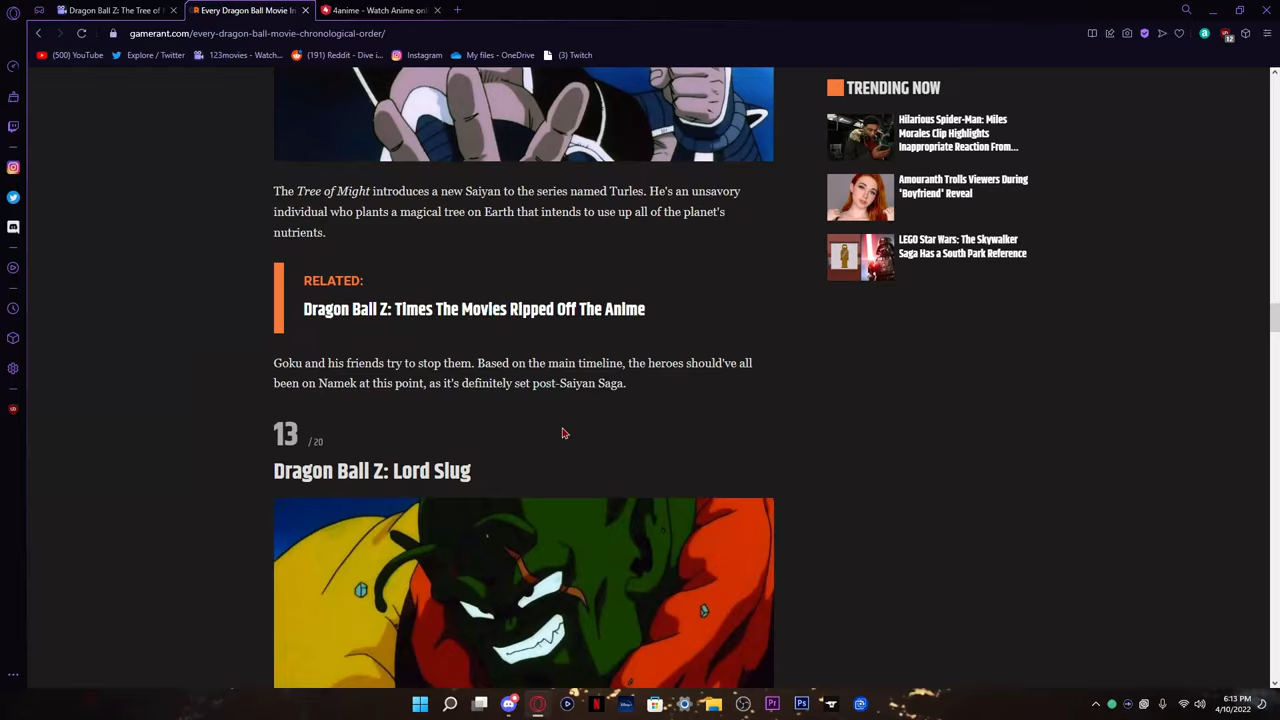 Dragon Ball Z: The Tree of
Every Dragon Ball Movie In
4anime - Watch Anime on
gamerant.com/every-dragon-ball-movie-chronological-order/
12
(500) YouTube
Explore / Twitter
123movies - Watch...
(191) Reddit - Dive i...
Instagram
My files - OneDrive
(3) Twitch
TRENDING NOW
Hilarious Spider-Man: Miles
Morales Clip Highlights
Inappropriate Reaction From...
Amouranth Trolls Viewers During
'Boyfriend' Reveal
LEGO Star Wars: The Skywalker
Saga Has a South Park Reference
The Tree of Might introduces a new Saiyan to the series named Turles. He's an unsavory
individual who plants a magical tree on Earth that intends to use up all of the planet's
nutrients.
RELATED:
Dragon Ball Z: Times The Movies Ripped Off The Anime
Goku and his friends try to stop them. Based on the main timeline, the heroes should've all
been on Namek at this point, as it's definitely set post-Saiyan Saga.
13 / 20
Dragon Ball Z: Lord Slug
6:13 PM
4/10/2022